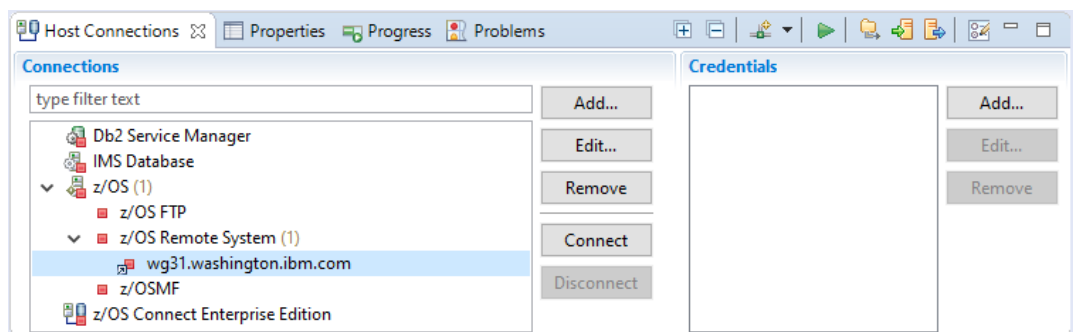 Host Connections Properties Progress Problems
Connections
type filter text
Db2 Service Manager
IMS Database
z/OS (1)
z/OS FTP
z/OS Remote System (1)
wg31.washington.ibm.com
z/OSMF
z/OS Connect Enterprise Edition
Add...
Edit...
Remove
Connect
Disconnect
Credentials
Add...
Edit...
Remove